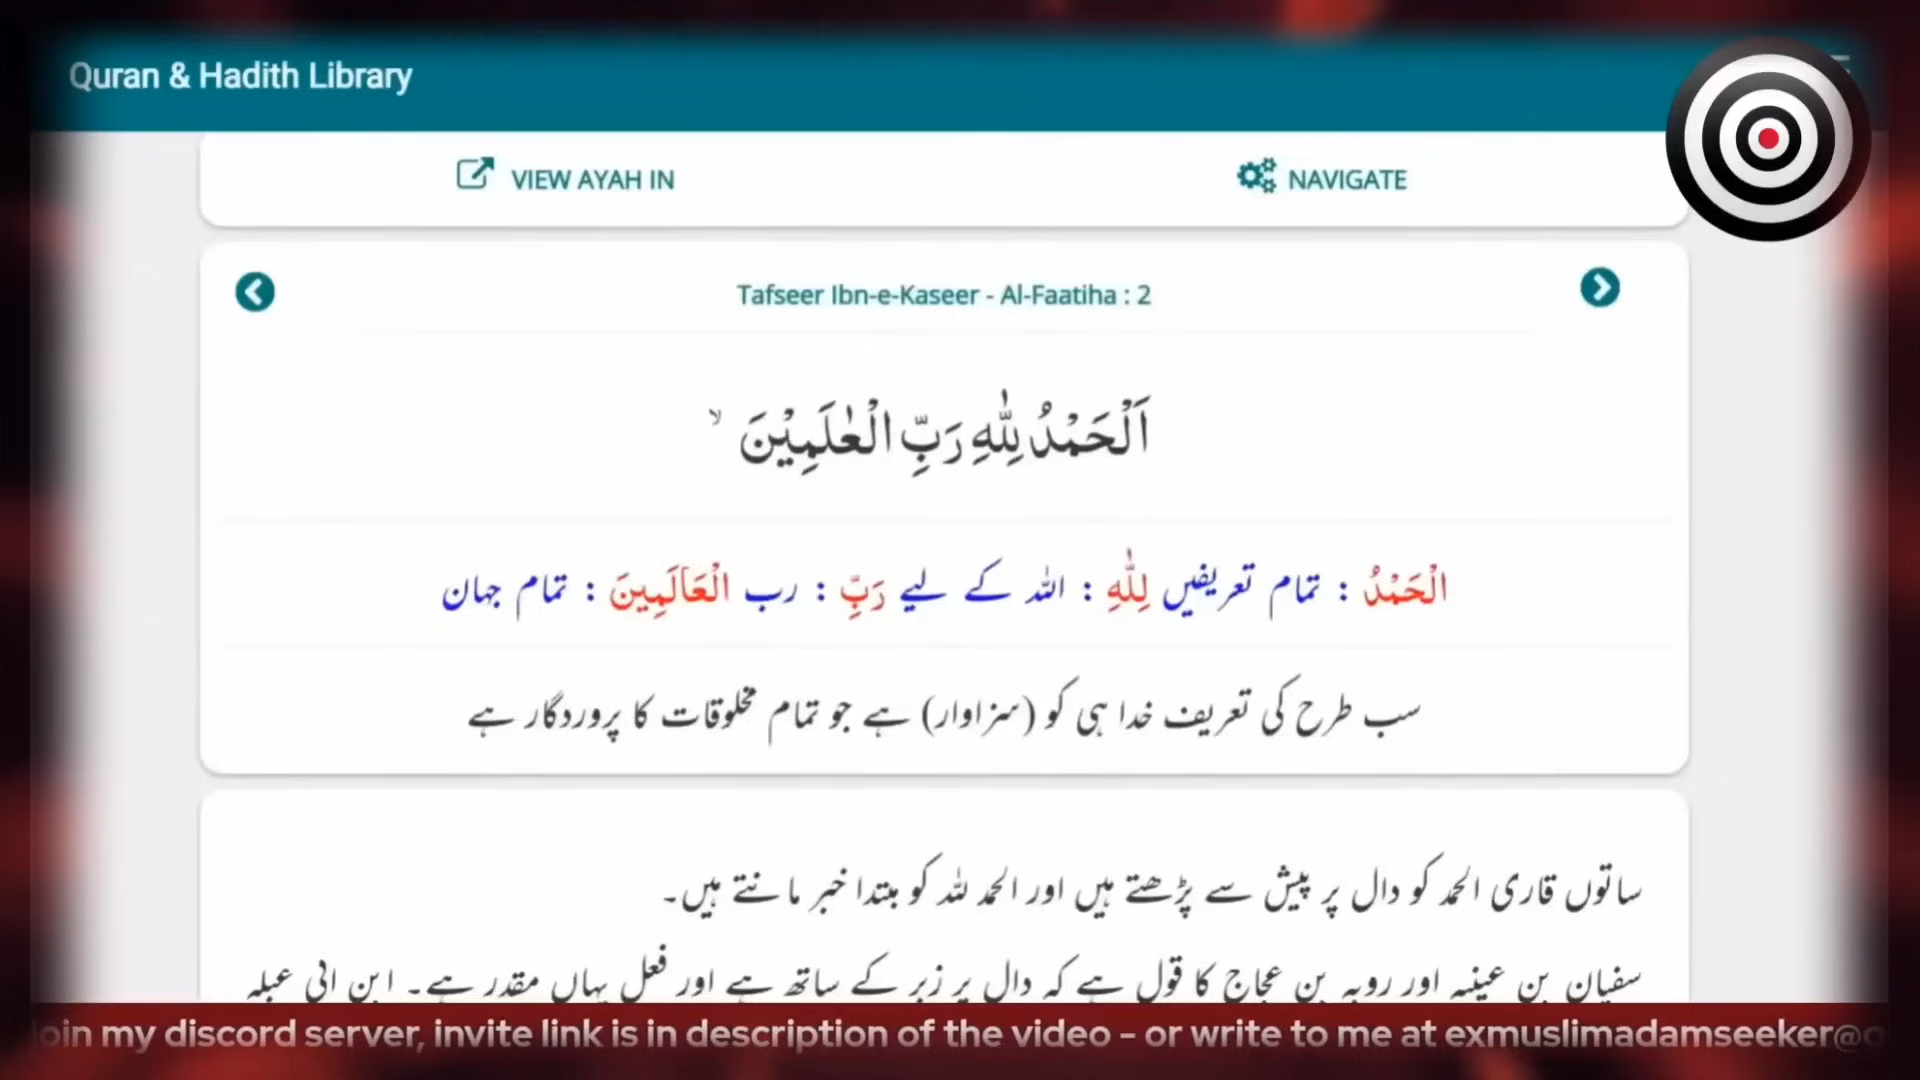 Quran & Hadith Library
VIEW AYAH IN
NAVIGATE
Tafseer Ibn-e-Kaseer - Al-Faatiha : 2
اَلْحَمْدُ لِلّٰهِ رَبِّ الْعٰلَمِیْنَ ۙ
الْحَمْدُ : تمام تعریفیں لِلّٰهِ : اللہ کے لیے رَبِّ : رب الْعَالَمِينَ : تمام جہان
سب طرح کی تعریف خدا ہی کو (سزاوار) ہے جو تمام مخلوقات کا پروردگار ہے
ساتوں قاری الحمد کو دال پر پیش سے پڑھتے ہیں اور الحمد للہ کو مبتدا خبر مانتے ہیں۔
سفیان بن عینہ اور روبہ بن عجاج کا قول ہے کہ دال پر زبر کے ساتھ ہے اور فعل یہاں مقدر ہے۔ ابن ابی عبلہ
join my discord server, invite link is in description of the video - or write to me at exmuslimadamseeker@g